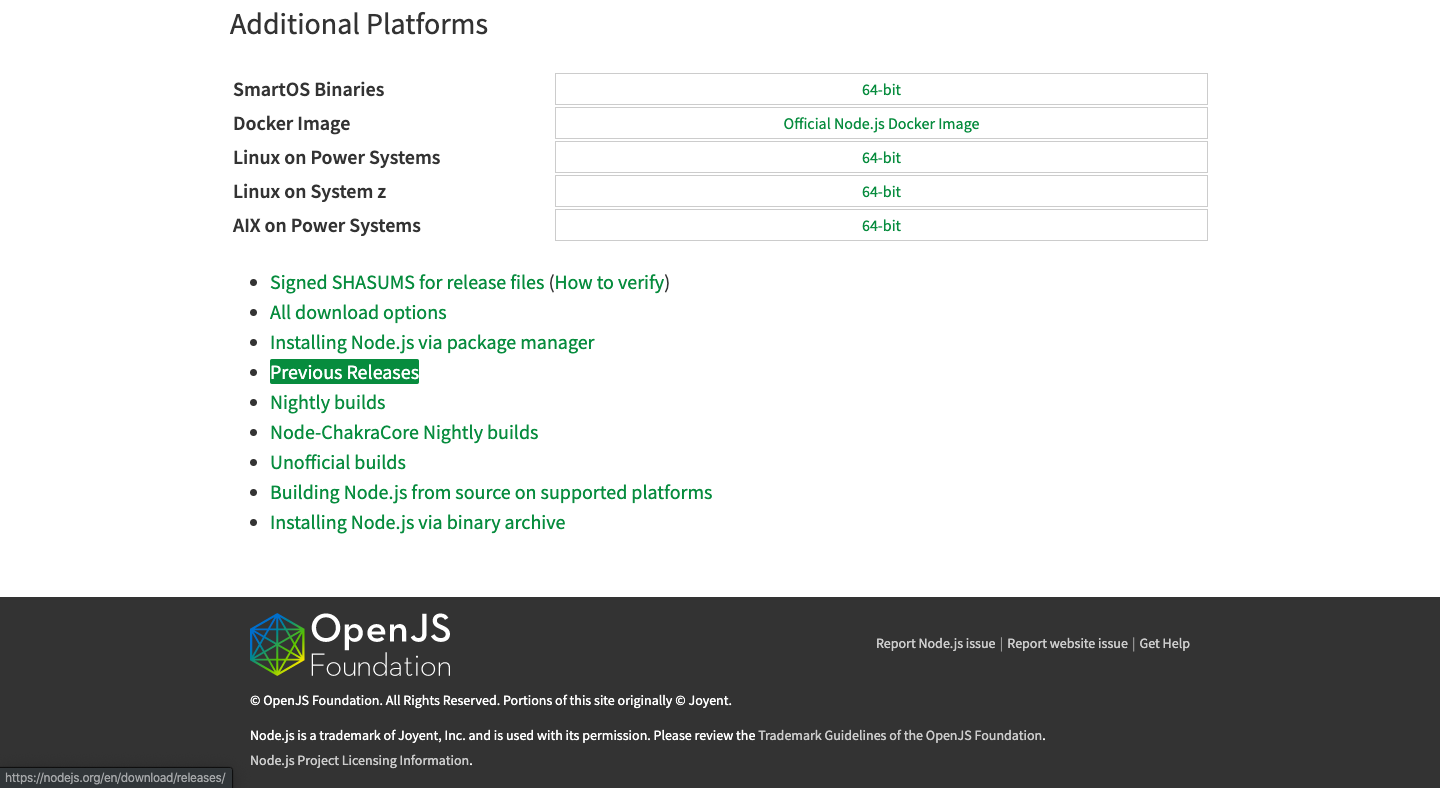 Additional Platforms
SmartOS Binaries 64-bit
Docker Image Official Node.js Docker Image
Linux on Power Systems 64-bit
Linux on System z 64-bit
AIX on Power Systems 64-bit
Signed SHASUMS for release files (How to verify)
All download options
Installing Node.js via package manager
Previous Releases
Nightly builds
Node-ChakraCore Nightly builds
Unofficial builds
Building Node.js from source on supported platforms
Installing Node.js via binary archive
OpenJS
Foundation
Report Node.js issue | Report website issue | Get Help
© OpenJS Foundation. All Rights Reserved. Portions of this site originally © Joyent.
Node.js is a trademark of Joyent, Inc. and is used with its permission. Please review the Trademark Guidelines of the OpenJS Foundation.
Node.js Project Licensing Information.
https://nodejs.org/en/download/releases/